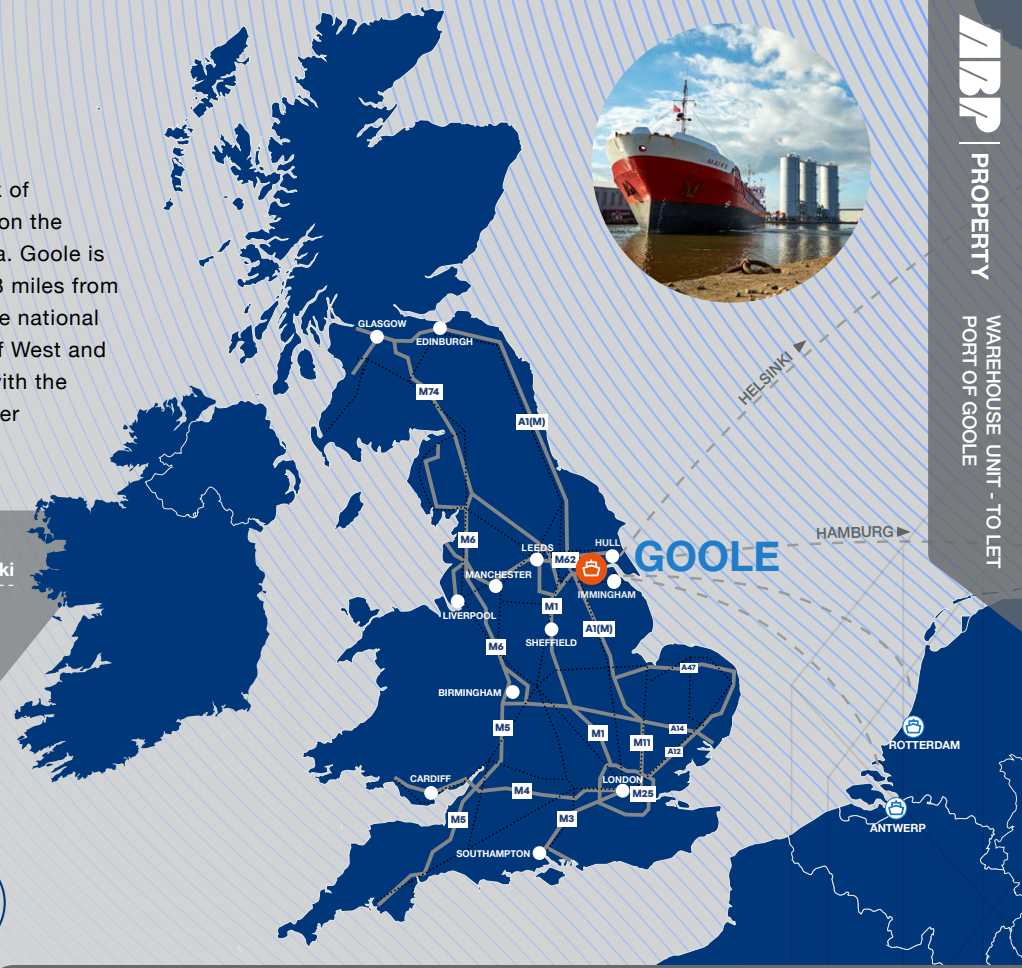 k of
on the
a. Goole is
3 miles from
e national
f West and
with the
er
ki
MAIKE
ABP
PROPERTY
WAREHOUSE UNIT - TO LET
PORT OF GOOLE
GLASGOW
EDINBURGH
M74
A1(M)
HELSINKI
HAMBURG
GOOLE
HULL
LEEDS
M62
M6
MANCHESTER
IMMINGHAM
LIVERPOOL
M1
A1(M)
SHEFFIELD
M6
A47
BIRMINGHAM
M5
M1
M11
A14
A12
ROTTERDAM
CARDIFF
LONDON
M4
M25
M5
M3
ANTWERP
SOUTHAMPTON